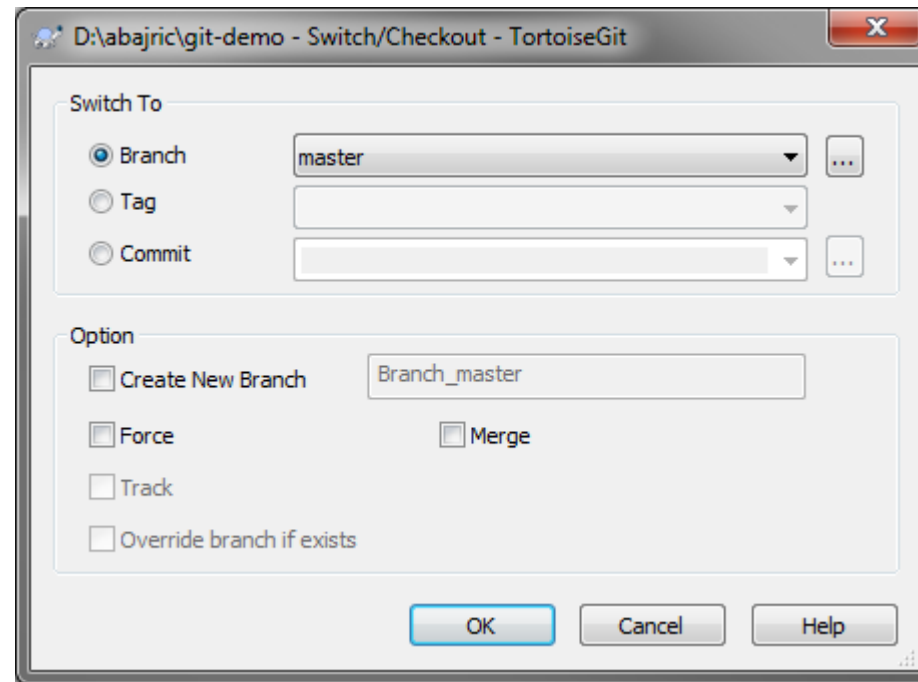 D:\abajric\git-demo - Switch/Checkout - TortoiseGit
x
Switch To
Branch
master
...
Tag
Commit
...
Option
Create New Branch
Branch_master
Force
Merge
Track
Override branch if exists
OK
Cancel
Help